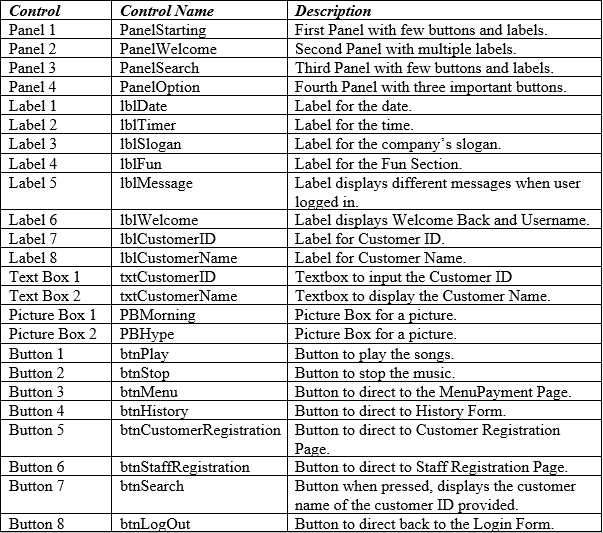 Control Control Name Description
Panel 1 PanelStarting First Panel with few buttons and labels.
Panel 2 PanelWelcome Second Panel with multiple labels.
Panel 3 PanelSearch Third Panel with few buttons and labels.
Panel 4 PanelOption Fourth Panel with three important buttons.
Label 1 lblDate Label for the date.
Label 2 lblTimer Label for the time.
Label 3 lblSlogan Label for the company’s slogan.
Label 4 lblFun Label for the Fun Section.
Label 5 lblMessage Label displays different messages when user
logged in.
Label 6 lblWelcome Label displays Welcome Back and Username.
Label 7 lblCustomerID Label for Customer ID.
Label 8 lblCustomerName Label for Customer Name.
Text Box 1 txtCustomerID Textbox to input the Customer ID
Text Box 2 txtCustomerName Textbox to display the Customer Name.
Picture Box 1 PBMorning Picture Box for a picture.
Picture Box 2 PBHype Picture Box for a picture.
Button 1 btnPlay Button to play the songs.
Button 2 btnStop Button to stop the music.
Button 3 btnMenu Button to direct to the MenuPayment Page.
Button 4 btnHistory Button to direct to History Form.
Button 5 btnCustomerRegistration Button to direct to Customer Registration
Page.
Button 6 btnStaffRegistration Button to direct to Staff Registration Page.
Button 7 btnSearch Button when pressed, displays the customer
name of the customer ID provided.
Button 8 btnLogOut Button to direct back to the Login Form.